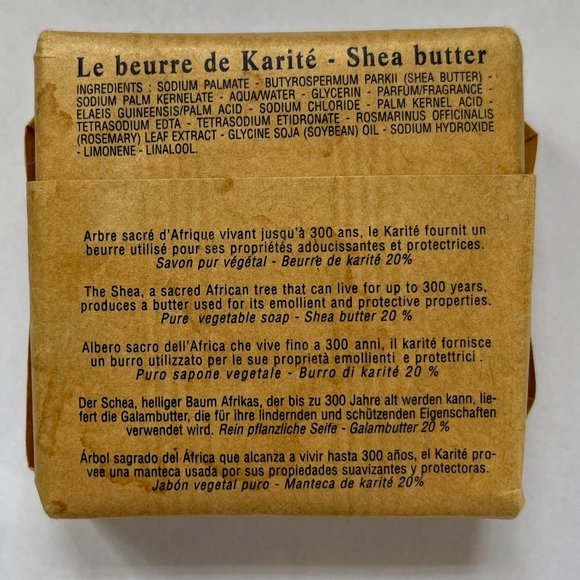 Le beurre de Karité - Shea butter
INGREDIENTS : SODIUM PALMATE - BUTYROSPERMUM PARKII (SHEA BUTTER) -
SODIUM PALM KERNELATE - AQUA/WATER - GLYCERIN - PARFUM/FRAGRANCE -
ELAEIS GUINEENSIS/PALM ACID - SODIUM CHLORIDE - PALM KERNEL ACID -
TETRASODIUM EDTA - TETRASODIUM ETIDRONATE - ROSMARINUS OFFICINALIS
(ROSEMARY) LEAF EXTRACT - GLYCINE SOJA (SOYBEAN) OIL - SODIUM HYDROXIDE
- LIMONENE - LINALOOL.
Arbre sacré d'Afrique vivant jusqu'à 300 ans, le Karité fournit un
beurre utilisé pour ses propriétés adoucissantes et protectrices.
Savon pur végétal - Beurre de karité 20%
The Shea, a sacred African tree that can live for up to 300 years,
produces a butter used for its emollient and protective properties.
Pure vegetable soap - Shea butter 20 %
Albero sacro dell'Africa che vive fino a 300 anni, il karité fornisce
un burro utilizzato per le sue proprietà emollienti e protettrici .
Puro sapone vegetale - Burro di karité 20 %
Der Schea, helliger Baum Afrikas, der bis zu 300 Jahre alt werden kann, lie-
fert die Galambutter, die für ihre lindernden und schützenden Eigenschaften
verwendet wird. Rein pflanzliche Seife - Galambutter 20 %
Árbol sagrado del África que alcanza a vivir hasta 300 años, el Karité pro-
vee una manteca usada por sus propiedades suavizantes y protectoras.
Jabón vegetal puro - Manteca de karité 20%